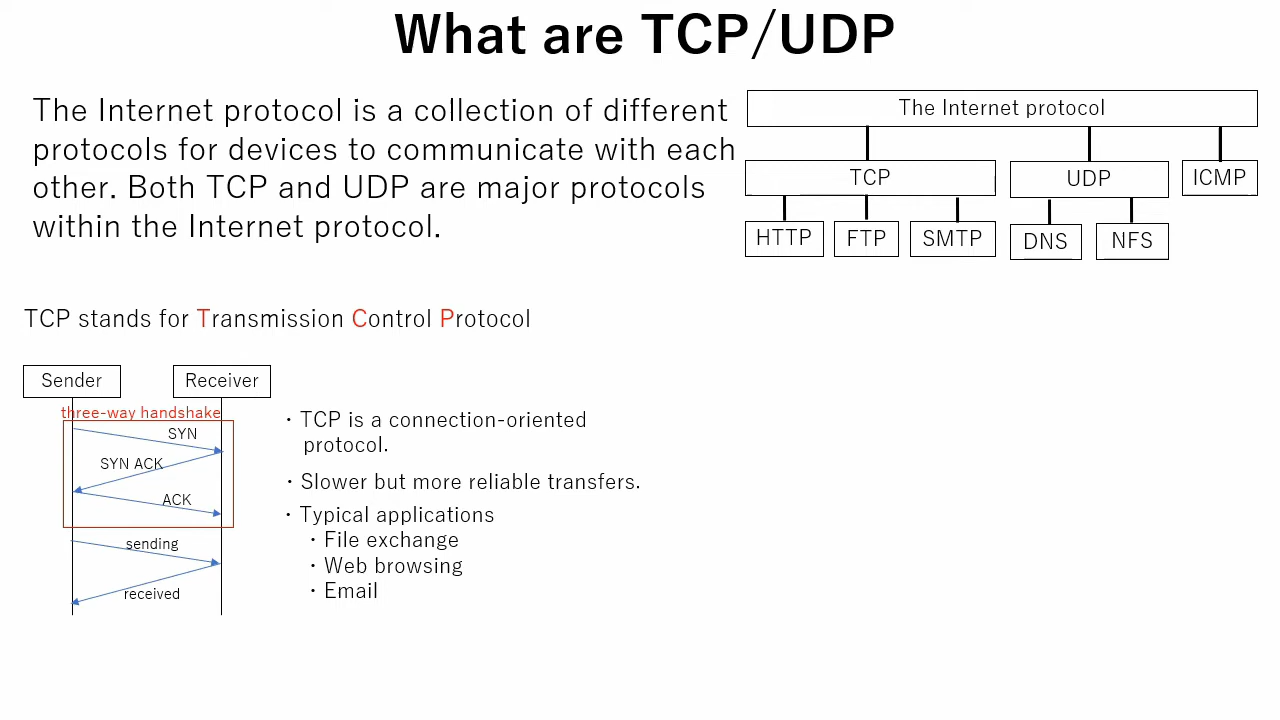 What are TCP/UDP
The Internet protocol is a collection of different
protocols for devices to communicate with each
other. Both TCP and UDP are major protocols
within the Internet protocol.
The Internet protocol
TCP
UDP
ICMP
HTTP
FTP
SMTP
DNS
NFS
TCP stands for Transmission Control Protocol
Sender
Receiver
three-way handshake
SYN
SYN ACK
ACK
sending
received
・TCP is a connection-oriented
protocol.
・Slower but more reliable transfers.
・Typical applications
・File exchange
・Web browsing
・Email